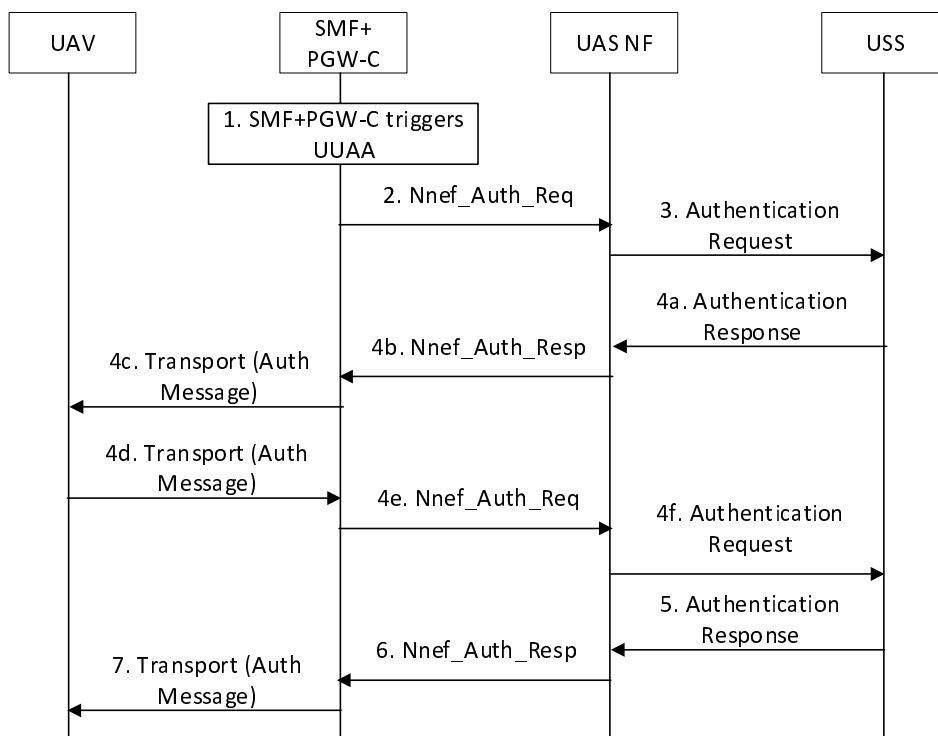 UAV
SMF+
PGW-C
UAS NF
USS
1. SMF+PGW-C triggers
UUAA
2. Nnef_Auth_Req
3. Authentication
Request
4a. Authentication
Response
4b. Nnef_Auth_Resp
4c. Transport (Auth
Message)
4d. Transport (Auth
Message)
4e. Nnef_Auth_Req
4f. Authentication
Request
5. Authentication
Response
6. Nnef_Auth_Resp
7. Transport (Auth
Message)